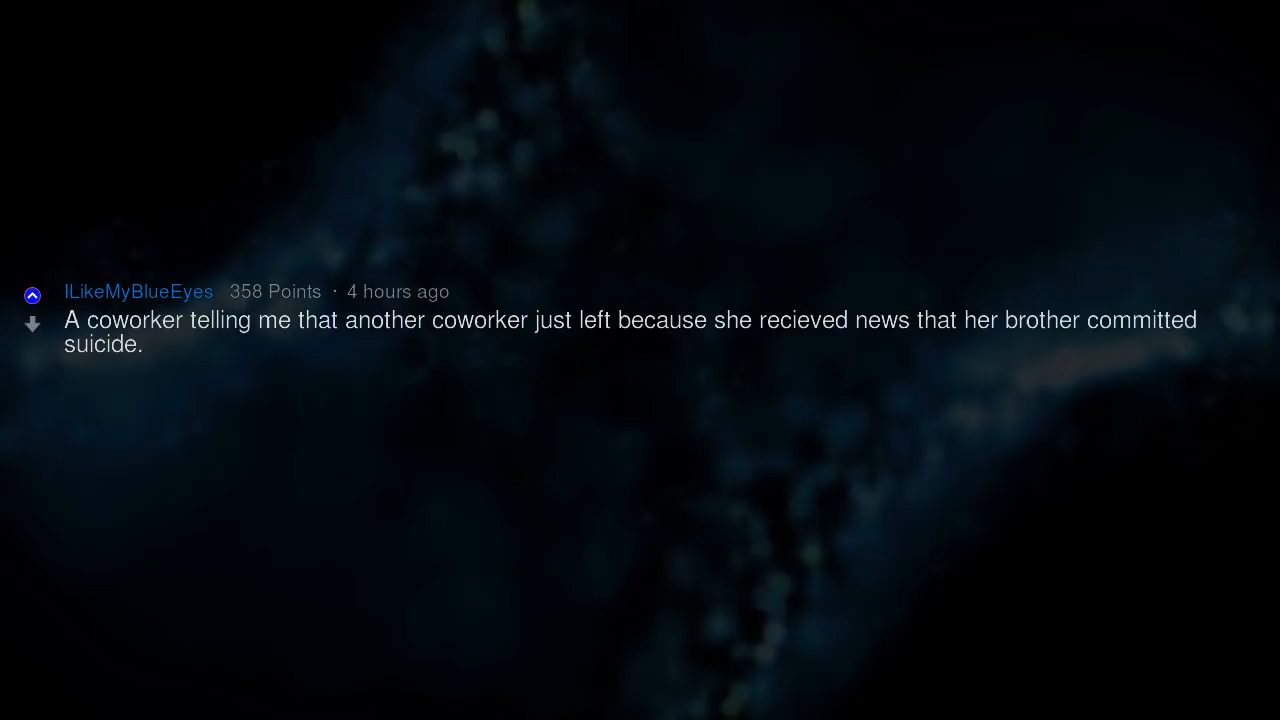 ILikeMyBlueEyes 358 Points · 4 hours ago
A coworker telling me that another coworker just left because she recieved news that her brother committed
suicide.